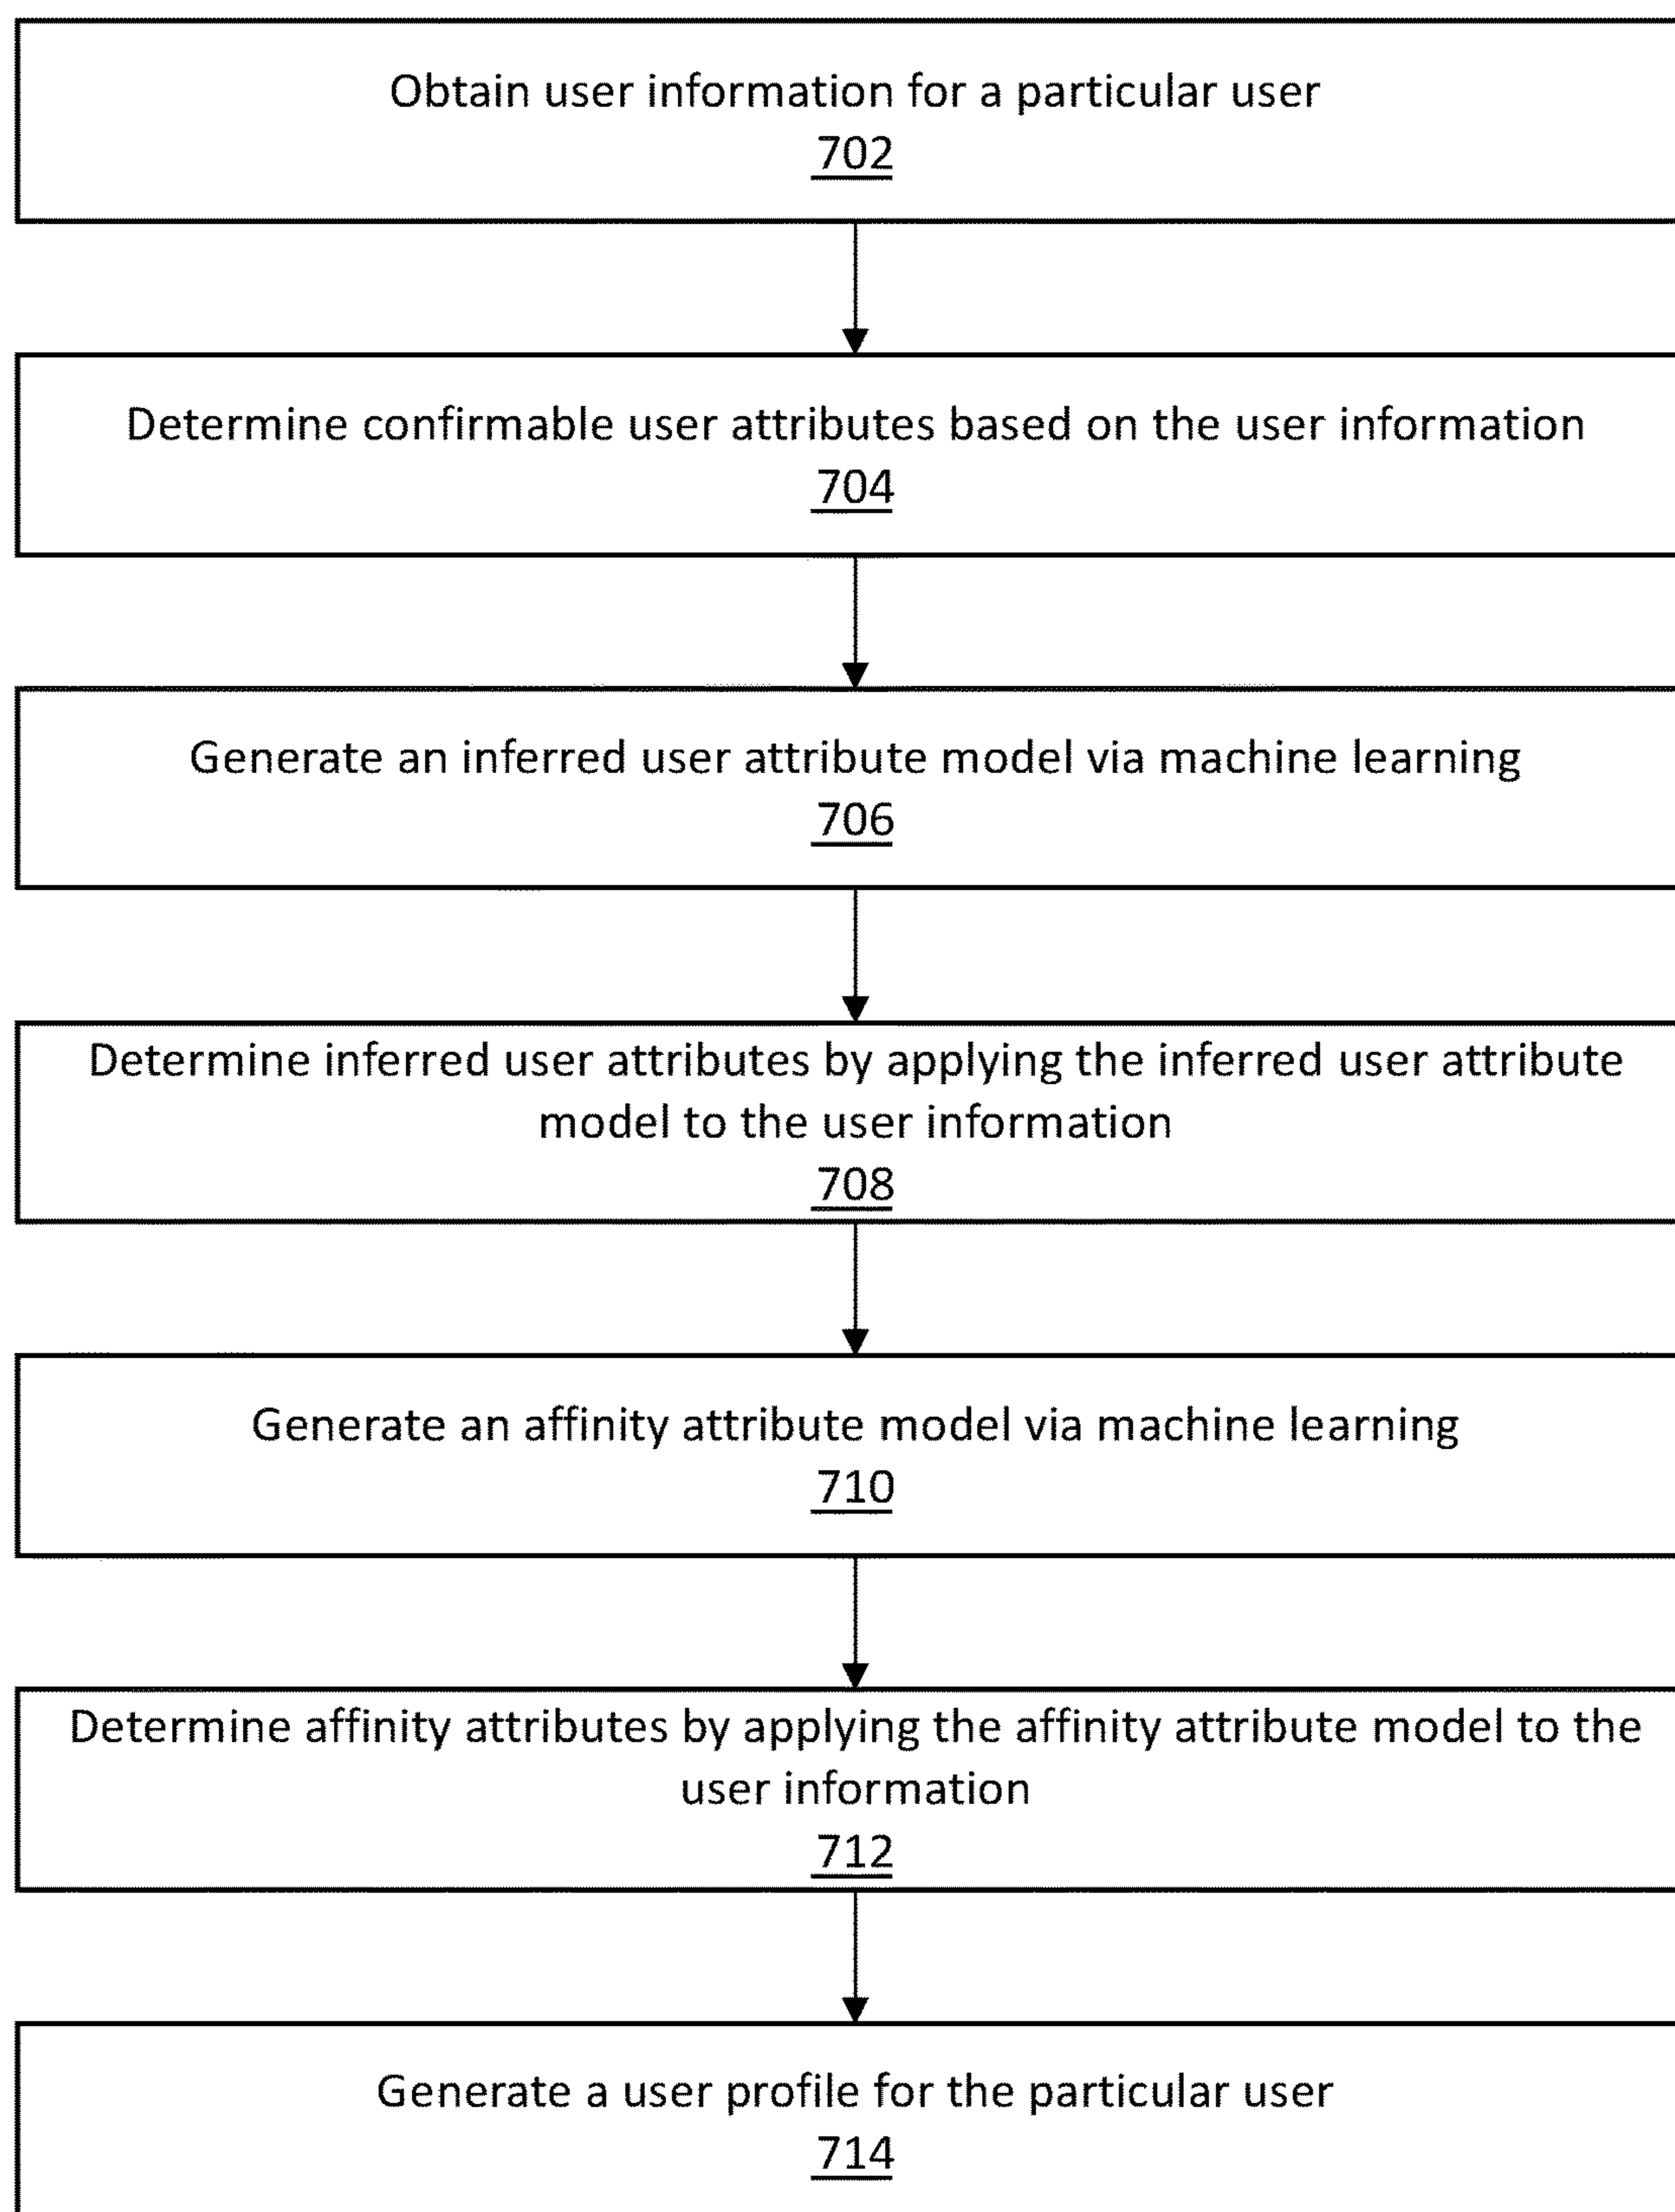 Obtain user information for a particular user
702
Determine confirmable user attributes based on the user information
704
Generate an inferred user attribute model via machine learning
706
Determine inferred user attributes by applying the inferred user attribute
model to the user information
708
Generate an affinity attribute model via machine learning
710
Determine affinity attributes by applying the affinity attribute model to the
user information
712
Generate a user profile for the particular user
714